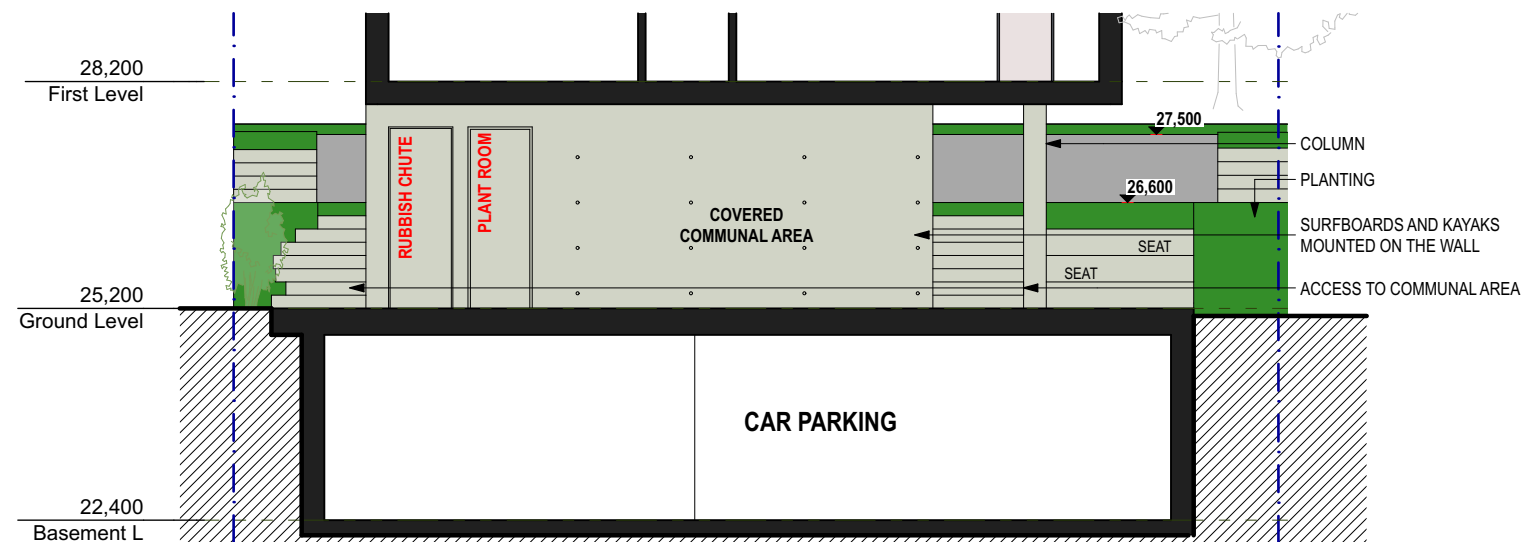 28,200
First Level
27,500
COLUMN
RUBBISH CHUTE
PLANT ROOM
PLANTING
26,600
COVERED
COMMUNAL AREA
SURFBOARDS AND KAYAKS
MOUNTED ON THE WALL
SEAT
SEAT
ACCESS TO COMMUNAL AREA
25,200
Ground Level
CAR PARKING
22,400
Basement L